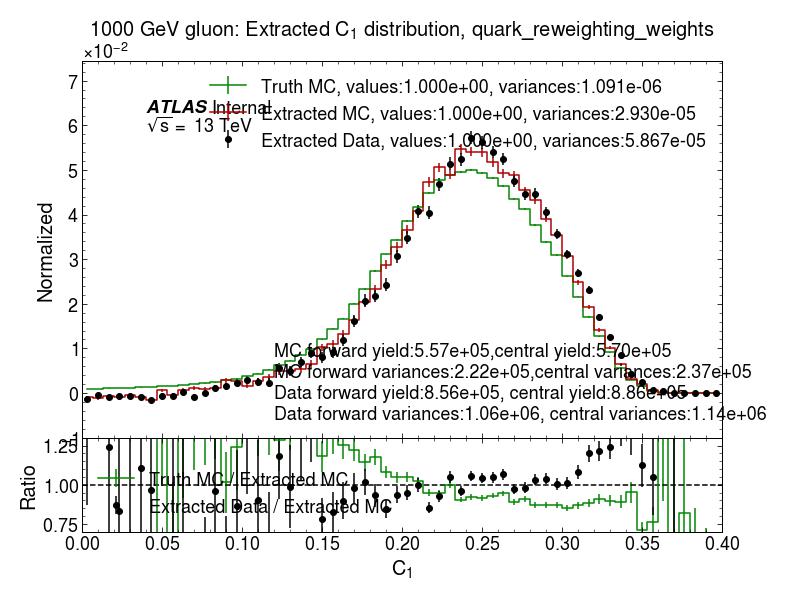 1000 GeV gluon: Extracted C₁ distribution, quark_reweighting_weights
×10⁻²
Truth MC, values:1.000e+00, variances:1.091e-06
ATLAS Internal
Extracted MC, values:1.000e+00, variances:2.930e-05
√s = 13 TeV
Extracted Data, values:1.000e+00, variances:5.867e-05
7
6
5
4
3
2
1
0
Normalized
MC forward yield:5.57e+05,central yield:5.70e+05
MC forward variances:2.22e+05,central variances:2.37e+05
Data forward yield:8.56e+05, central yield:8.86e+05
Data forward variances:1.06e+06, central variances:1.14e+06
1.25
1.00
0.75
Ratio
Truth MC / Extracted MC
Extracted Data / Extracted MC
0.00 0.05 0.10 0.15 0.20 0.25 0.30 0.35 0.40
C₁